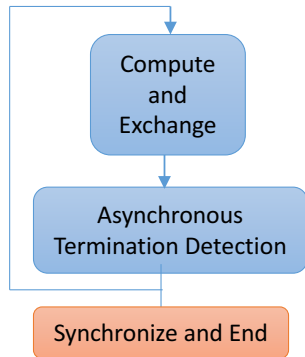 Compute
and
Exchange
Asynchronous
Termination Detection
Synchronize and End